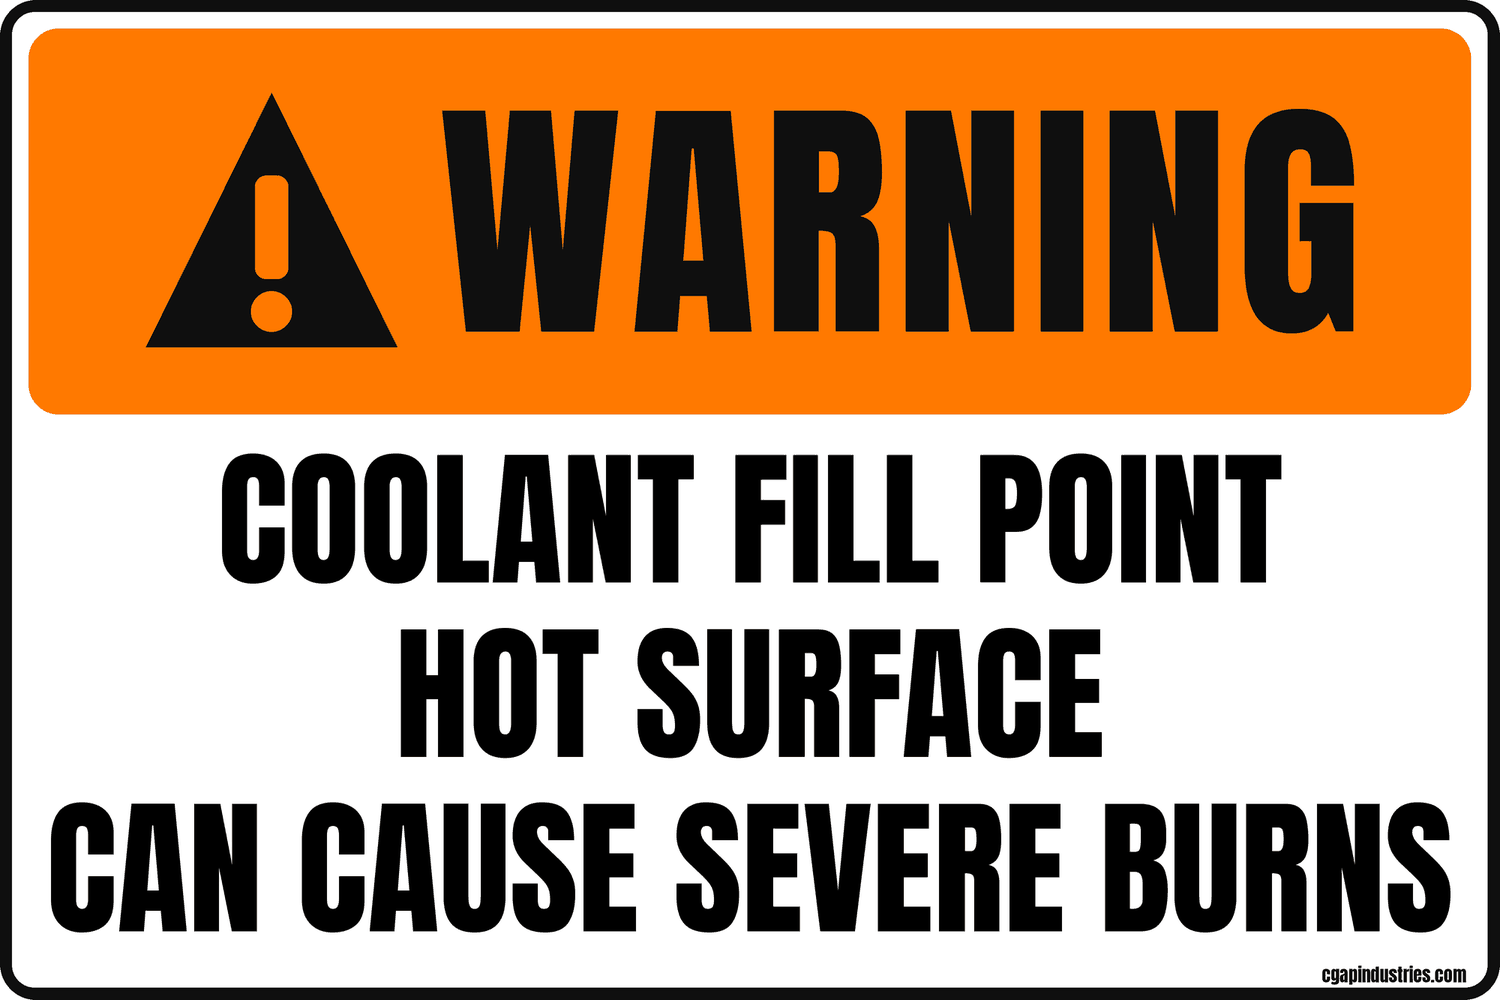 WARNING
COOLANT FILL POINT
HOT SURFACE
CAN CAUSE SEVERE BURNS
cgapindustries.com